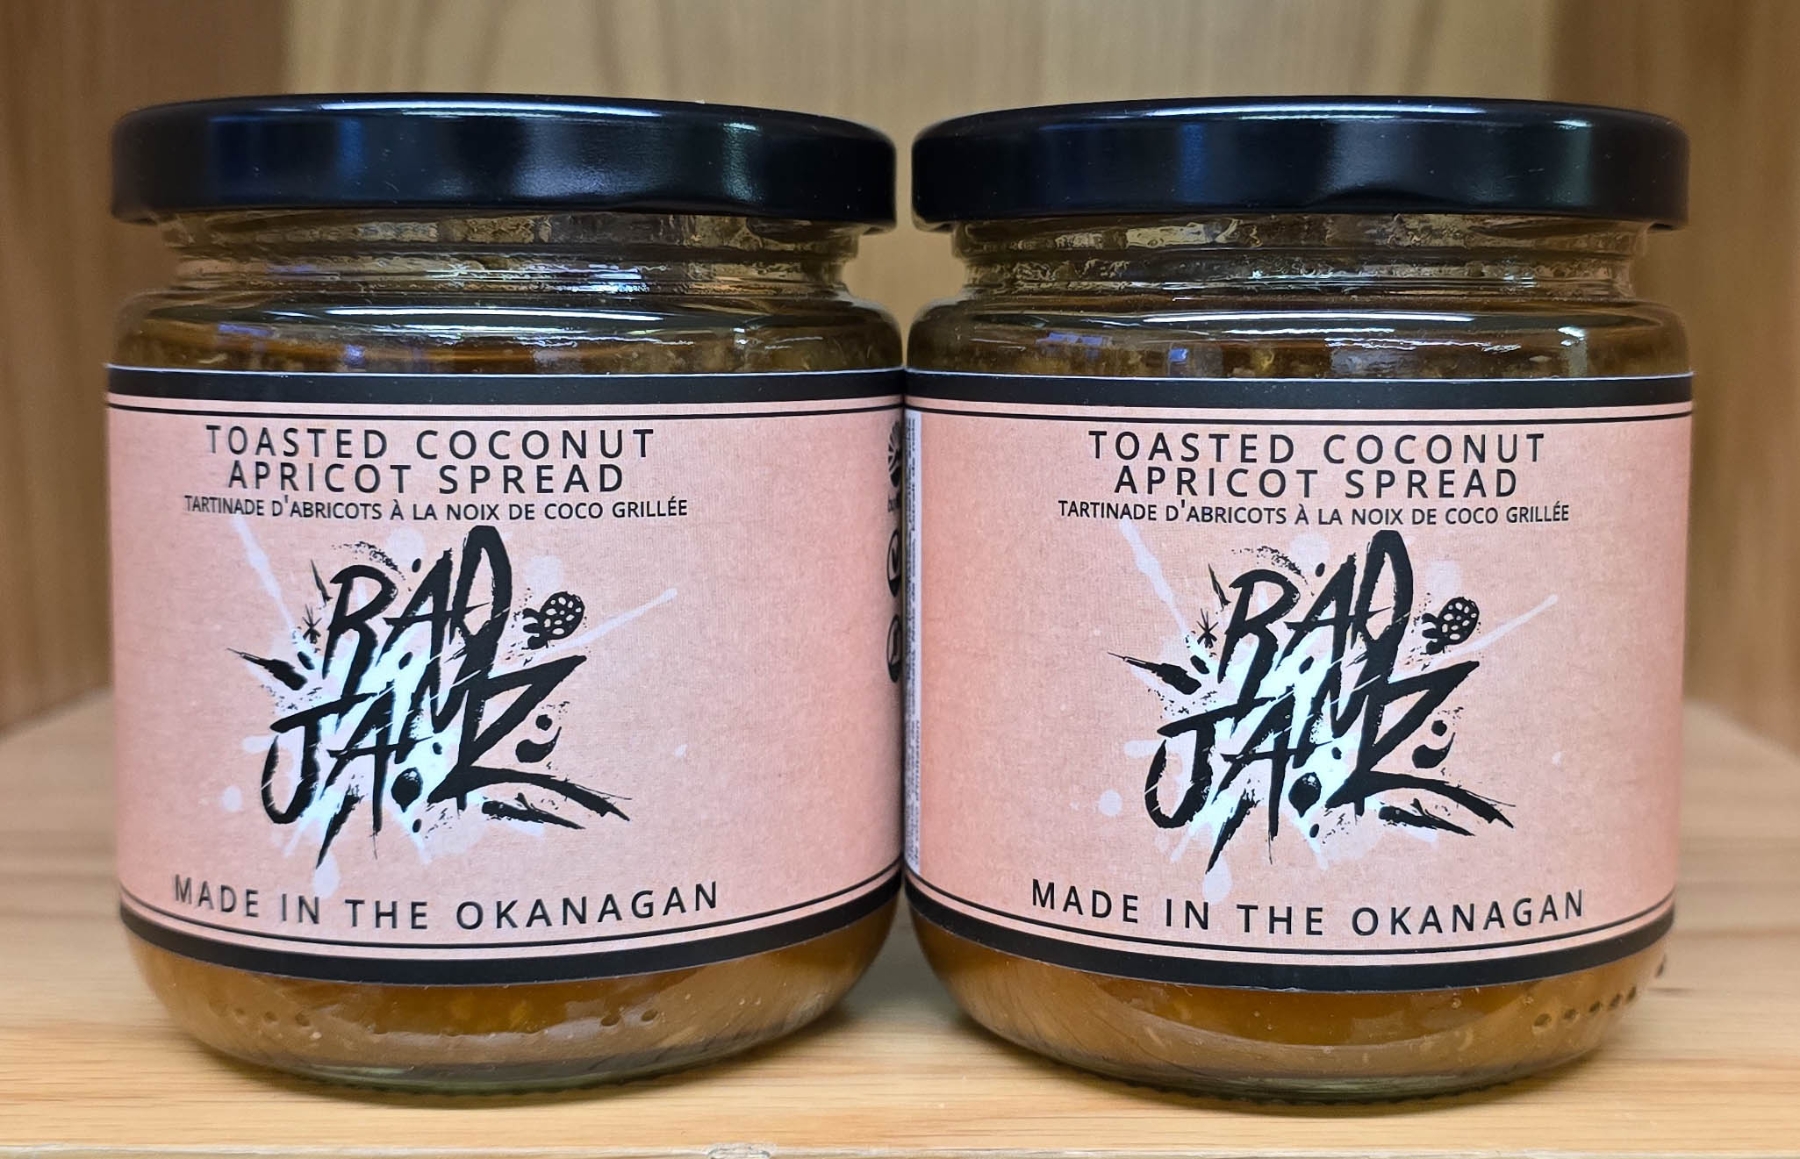 TOASTED COCONUT
APRICOT SPREAD
TARTINADE D'ABRICOTS À LA NOIX DE COCO GRILLÉE
RAD
JAMZ
MADE IN THE OKANAGAN
TOASTED COCONUT
APRICOT SPREAD
TARTINADE D'ABRICOTS À LA NOIX DE COCO GRILLÉE
RAD
JAMZ
MADE IN THE OKANAGAN